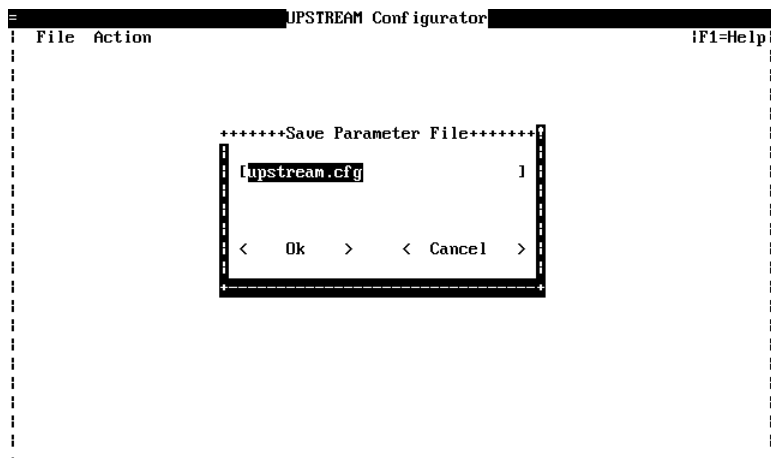 UPSTREAM Configurator
File Action F1=Help
Save Parameter File
[upstream.cfg ]
< Ok > < Cancel >